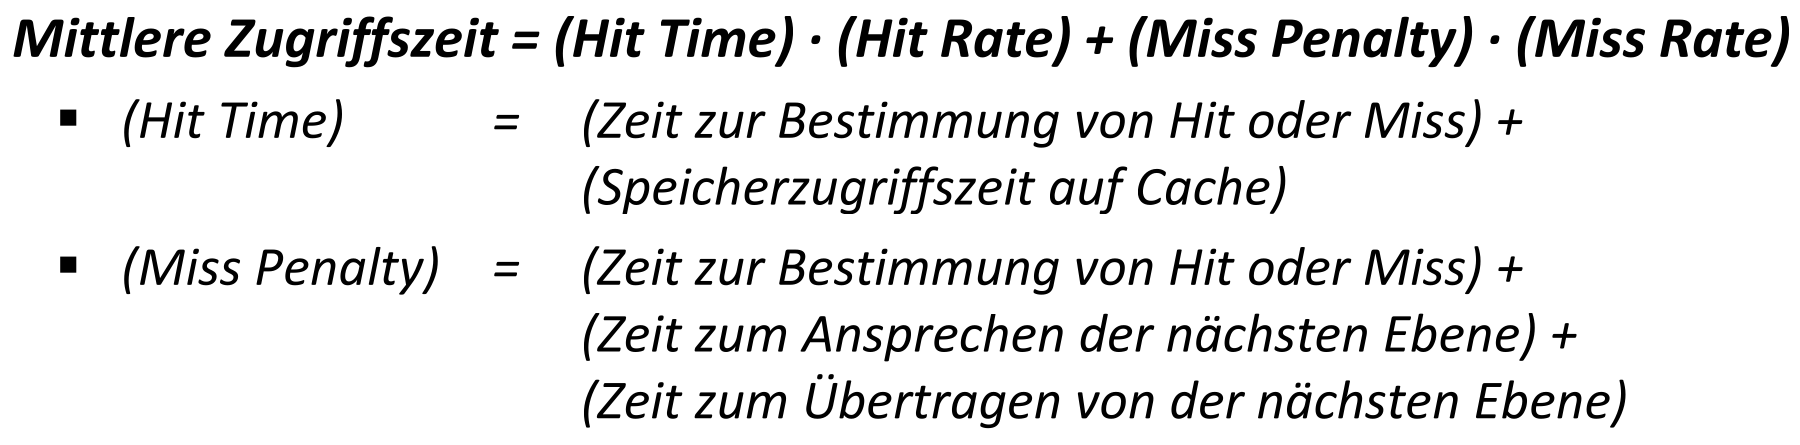 Mittlere Zugriffszeit = (Hit Time) · (Hit Rate) + (Miss Penalty) · (Miss Rate)
▪ (Hit Time) = (Zeit zur Bestimmung von Hit oder Miss) +
(Speicherzugriffszeit auf Cache)
▪ (Miss Penalty) = (Zeit zur Bestimmung von Hit oder Miss) +
(Zeit zum Ansprechen der nächsten Ebene) +
(Zeit zum Übertragen von der nächsten Ebene)